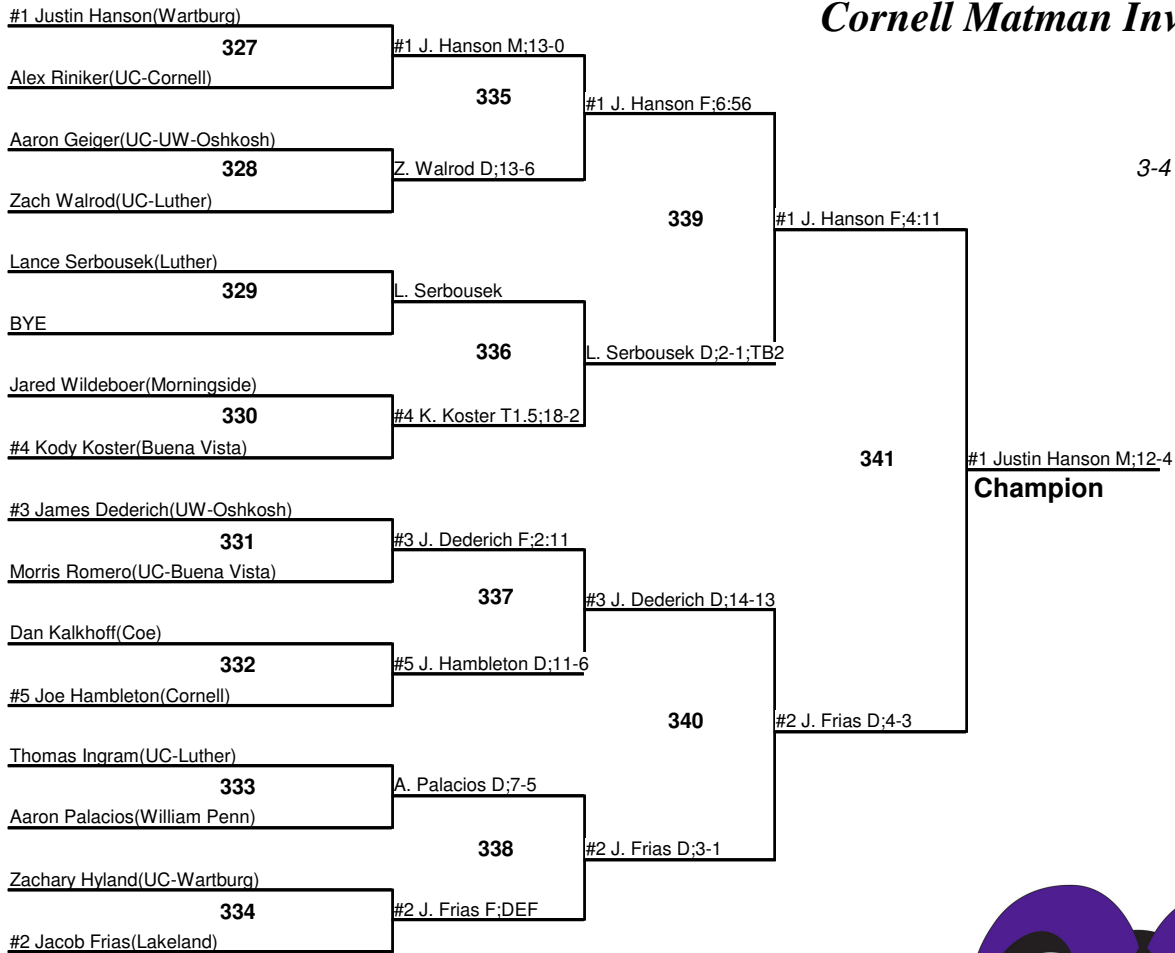 Cornell Matman Inv
3-4
#1 Justin Hanson(Wartburg)
327
Alex Riniker(UC-Cornell)
#1 J. Hanson M;13-0
335
Aaron Geiger(UC-UW-Oshkosh)
328
Zach Walrod(UC-Luther)
Z. Walrod D;13-6
#1 J. Hanson F;6:56
339
Lance Serbousek(Luther)
329
BYE
L. Serbousek
336
Jared Wildeboer(Morningside)
330
#4 Kody Koster(Buena Vista)
#4 K. Koster T1.5;18-2
L. Serbousek D;2-1;TB2
#1 J. Hanson F;4:11
341
#1 Justin Hanson M;12-4
Champion
#3 James Dederich(UW-Oshkosh)
331
Morris Romero(UC-Buena Vista)
#3 J. Dederich F;2:11
337
Dan Kalkhoff(Coe)
332
#5 Joe Hambleton(Cornell)
#5 J. Hambleton D;11-6
#3 J. Dederich D;14-13
340
#2 J. Frias D;4-3
Thomas Ingram(UC-Luther)
333
Aaron Palacios(William Penn)
A. Palacios D;7-5
338
Zachary Hyland(UC-Wartburg)
334
#2 Jacob Frias(Lakeland)
#2 J. Frias F;DEF
#2 J. Frias D;3-1